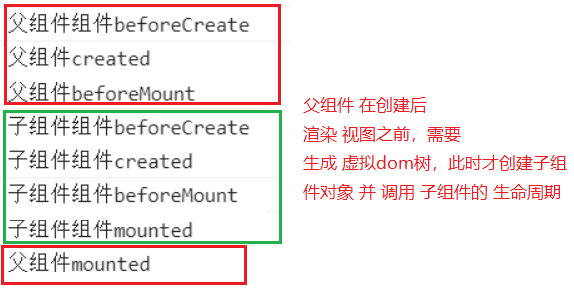 父组件组件beforeCreate
父组件created
父组件beforeMount
子组件组件beforeCreate
子组件组件created
子组件组件beforeMount
子组件组件mounted
父组件mounted
父组件 在创建后
渲染 视图之前，需要
生成 虚拟dom树，此时才创建子组
件对象 并 调用 子组件的 生命周期